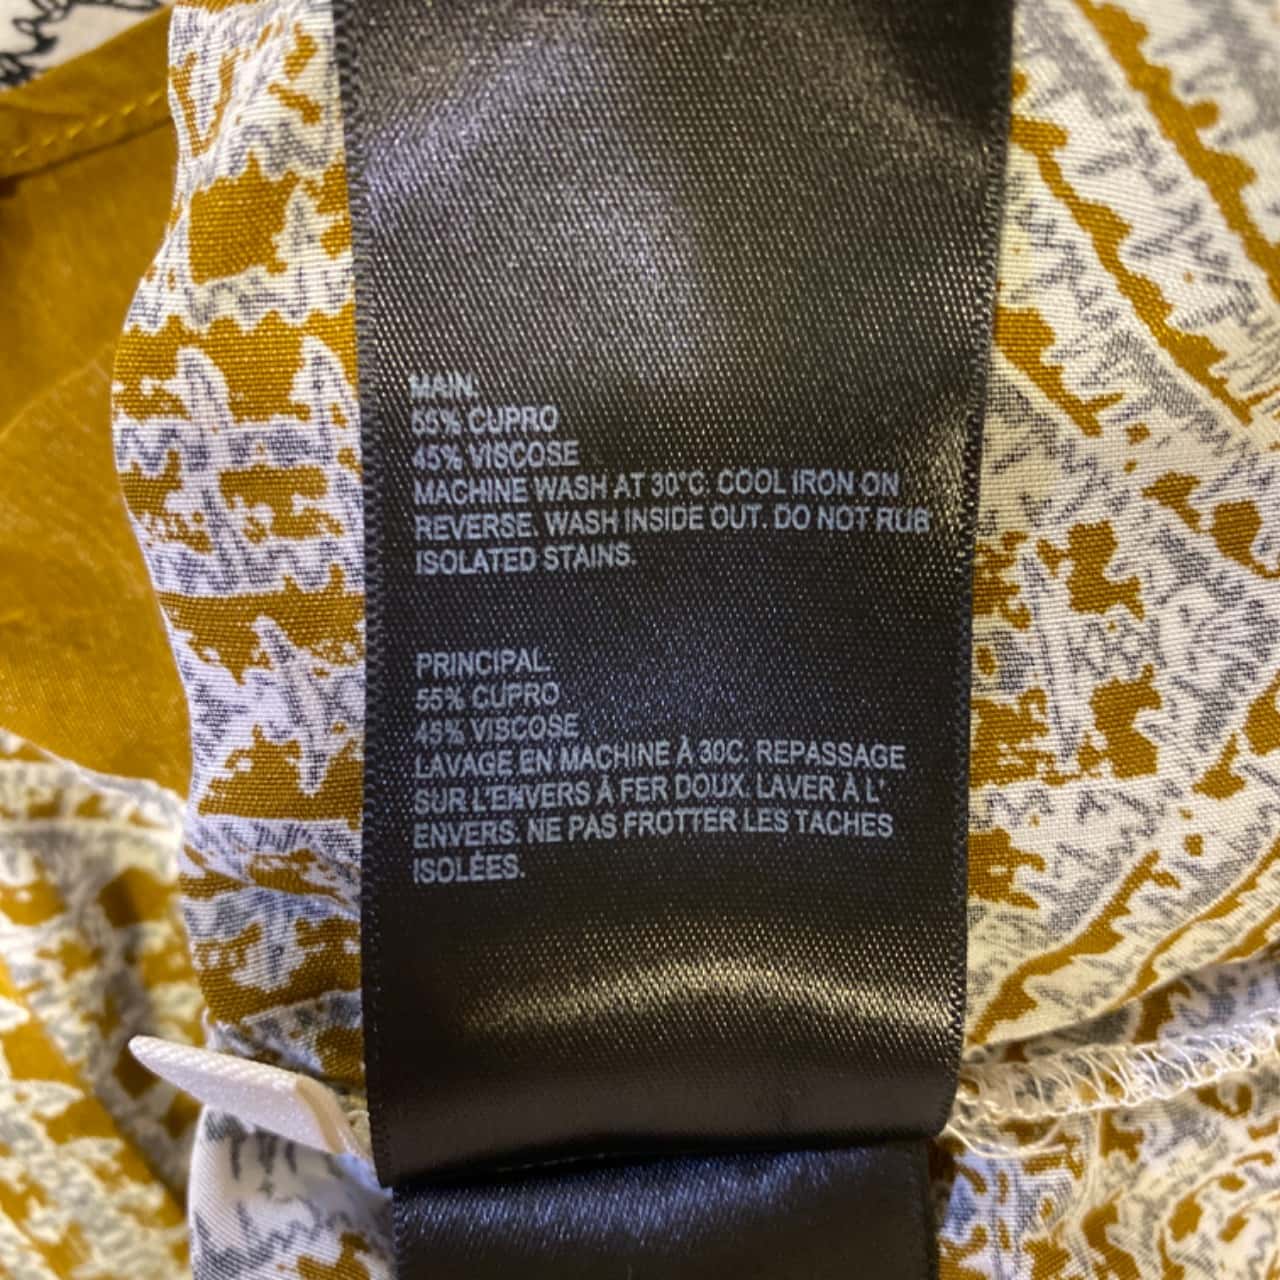 MAIN:
55% CUPRO
45% VISCOSE
MACHINE WASH AT 30°C. COOL IRON ON
REVERSE. WASH INSIDE OUT. DO NOT RUB
ISOLATED STAINS.
PRINCIPAL:
55% CUPRO
45% VISCOSE
LAVAGE EN MACHINE À 30C. REPASSAGE
SUR L'ENVERS À FER DOUX. LAVER À L'
ENVERS. NE PAS FROTTER LES TACHES
ISOLÉES.